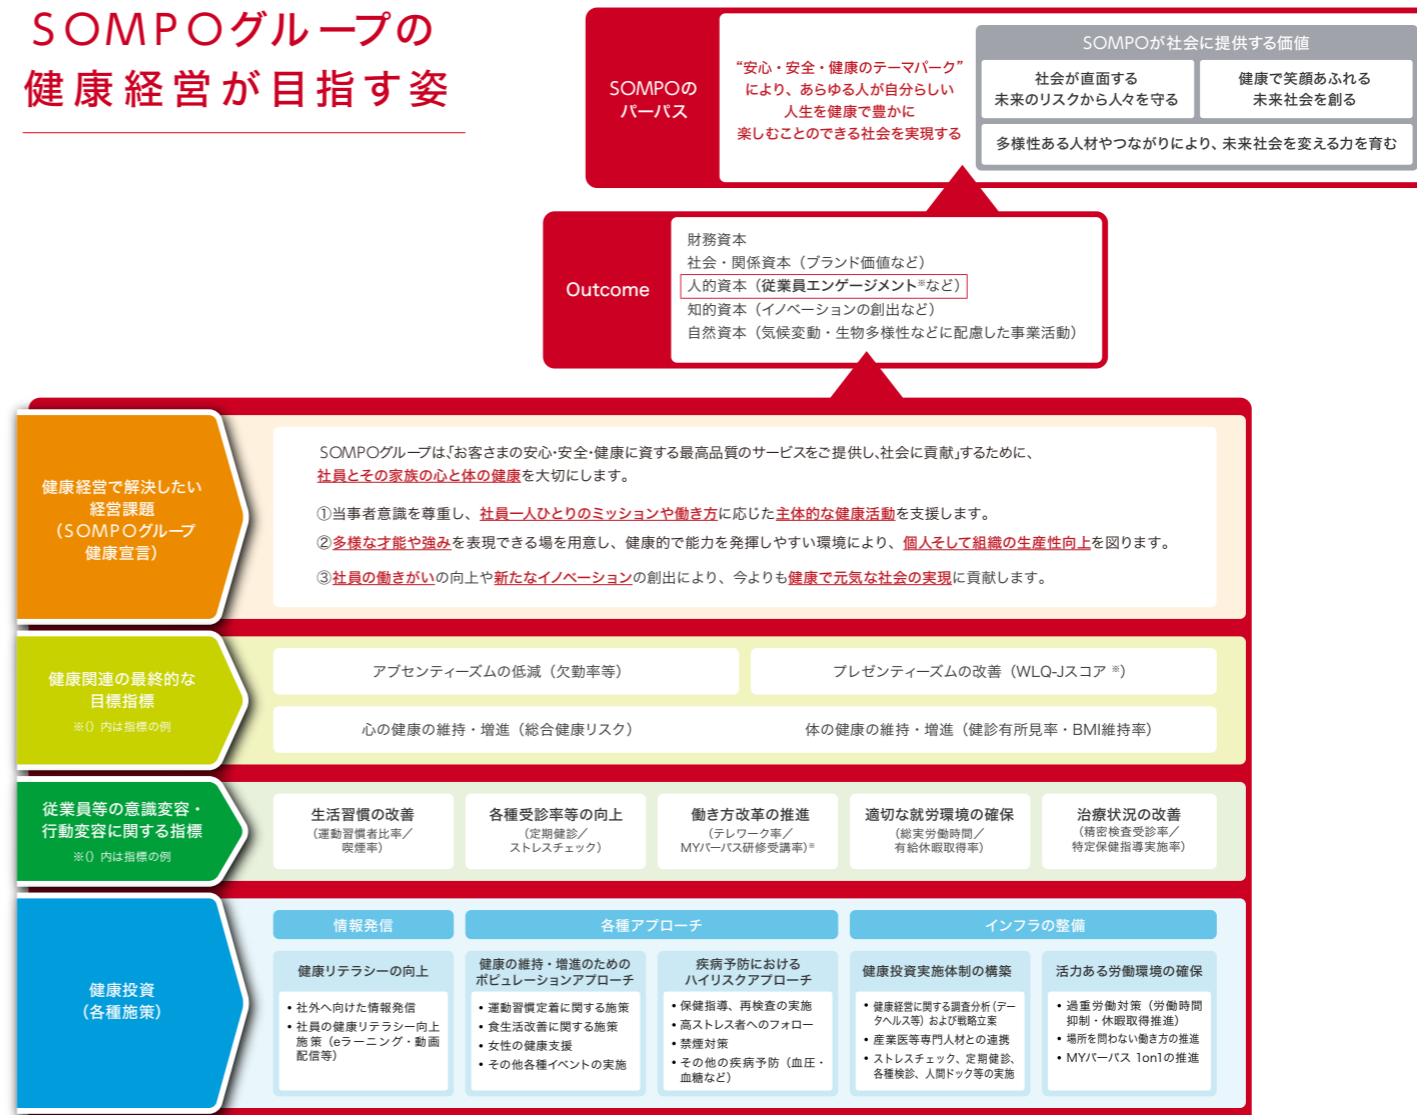 SOMPOグループの
健康経営が目指す姿
SOMPOの
パーパス
“安心・安全・健康のテーマパーク”
により、あらゆる人が自分らしい
人生を健康で豊かに
楽しむことのできる社会を実現する
SOMPOが社会に提供する価値
社会が直面する
未来のリスクから人々を守る
健康で笑顔あふれる
未来社会を創る
多様性ある人材やつながりにより、未来社会を変える力を育む
Outcome
財務資本
社会・関係資本（ブランド価値など）
人的資本（従業員エンゲージメント※など）
知的資本（イノベーションの創出など）
自然資本（気候変動・生物多様性などに配慮した事業活動）
健康経営で解決したい
経営課題
（SOMPOグループ
健康宣言）
SOMPOグループは、「お客さまの安心・安全・健康に資する最高品質のサービスをご提供し、社会に貢献」するために、
社員とその家族の心と体の健康を大切にします。
①当事者意識を尊重し、社員一人ひとりのミッションや働き方に応じた主体的な健康活動を支援します。
②多様な才能や強みを表現できる場を用意し、健康的で能力を発揮しやすい環境により、個人そして組織の生産性向上を図ります。
③社員の働きがいの向上や新たなイノベーションの創出により、今よりも健康で元気な社会の実現に貢献します。
健康関連の最終的な
目標指標
※（）内は指標の例
アブセンティーズムの低減（欠勤率等）
プレゼンティーズムの改善（WLQ-Jスコア ※）
心の健康の維持・増進（総合健康リスク）
体の健康の維持・増進（健診有所見率・BMI維持率）
従業員等の意識変容・
行動変容に関する指標
※（）内は指標の例
生活習慣の改善
（運動習慣者比率／
喫煙率）
各種受診率等の向上
（定期健診／
ストレスチェック）
働き方改革の推進
（テレワーク率／
MYパーパス研修受講率）※
適切な就労環境の確保
（総実労働時間／
有給休暇取得率）
治療状況の改善
（精密検査受診率／
特定保健指導実施率）
健康投資
（各種施策）
情報発信
各種アプローチ
インフラの整備
健康リテラシーの向上
• 社外へ向けた情報発信
• 社員の健康リテラシー向上
施策（eラーニング・動画
配信等）
健康の維持・増進のための
ポピュレーションアプローチ
• 運動習慣定着に関する施策
• 食生活改善に関する施策
• 女性の健康支援
• その他各種イベントの実施
疾病予防における
ハイリスクアプローチ
• 保健指導、再検査の実施
• 高ストレス者へのフォロー
• 禁煙対策
• その他の疾病予防（血圧・
血糖など）
健康投資実施体制の構築
• 健康経営に関する調査分析（デー
タヘルス等）および戦略立案
• 産業医等専門人材との連携
• ストレスチェック、定期健診、
各種検診、人間ドック等の実施
活力ある労働環境の確保
• 過重労働対策（労働時間
抑制・休暇取得推進）
• 場所を問わない働き方の推進
• MYパーパス 1on1の推進